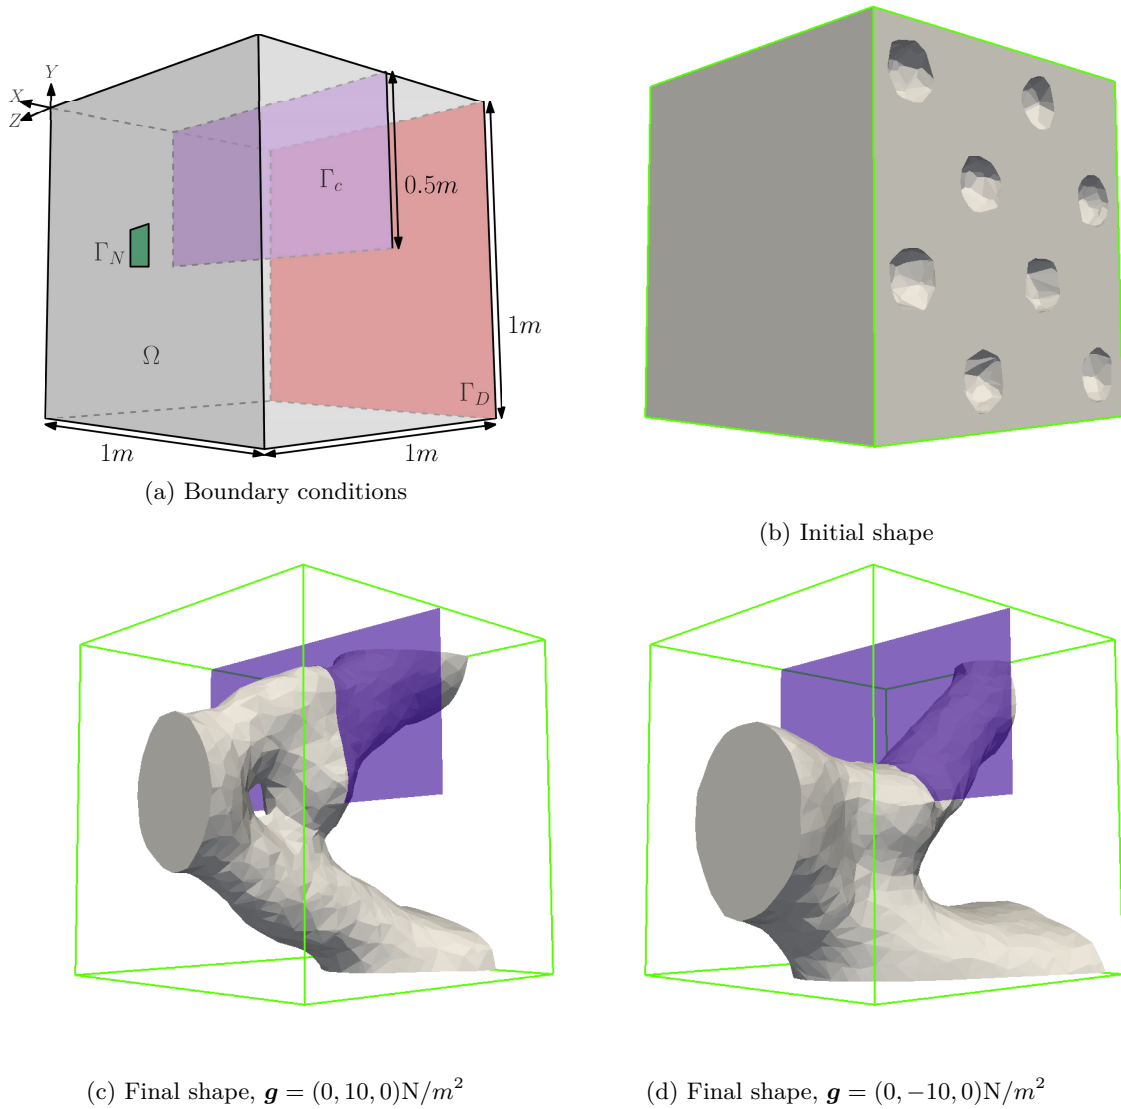 Y
X
Z
Γc
0.5m
ΓN
1m
Ω
ΓD
1m
1m
(a) Boundary conditions
(b) Initial shape
(c) Final shape, g = (0, 10, 0)N/m²
(d) Final shape, g = (0, −10, 0)N/m²